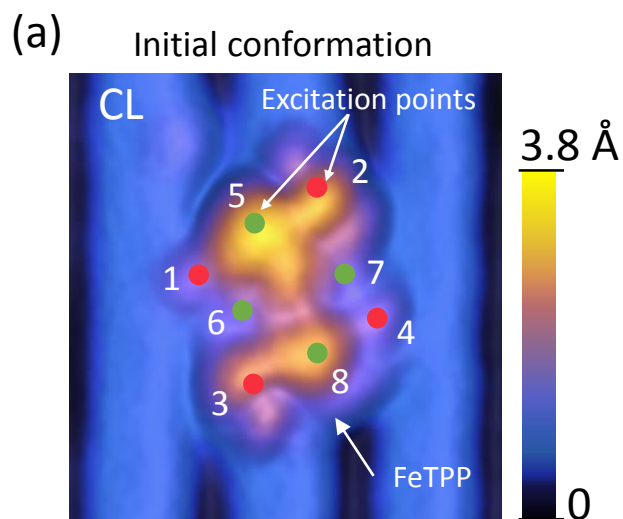 (a)
Initial conformation
CL
Excitation points
3.8 Å
2
5
1
7
6
4
3
8
FeTPP
0